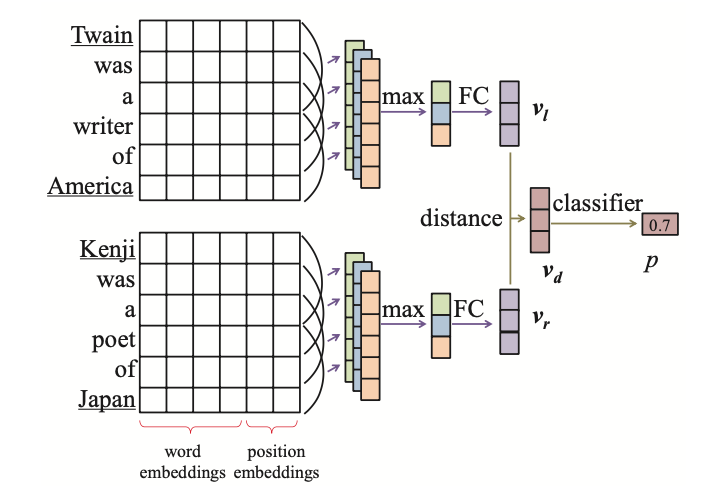 Twain
was
a
writer
of
America
max
FC
v_l
Kenji
was
a
poet
of
Japan
max
FC
v_r
distance
v_d
classifier
0.7
p
word
embeddings
position
embeddings